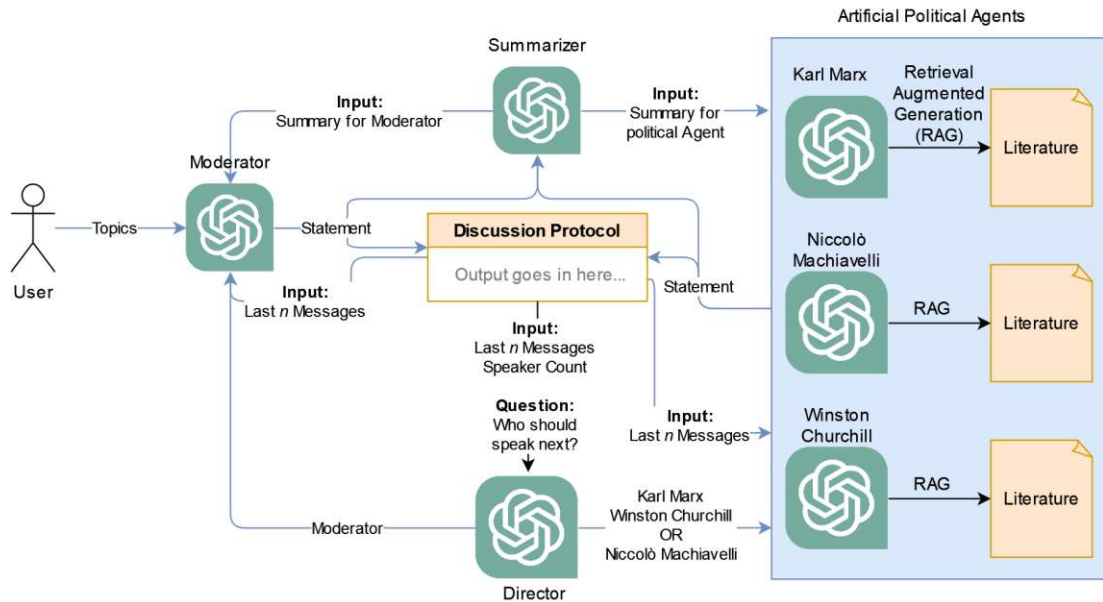 Artificial Political Agents
Summarizer
Karl Marx
Retrieval
Augmented
Generation
(RAG)
Literature
Input:
Summary for Moderator
Input:
Summary for
political Agent
Moderator
User
Topics
Statement
Discussion Protocol
Output goes in here...
Statement
Input:
Last n Messages
Input:
Last n Messages
Speaker Count
Niccolò
Machiavelli
RAG
Literature
Question:
Who should
speak next?
Input:
Last n Messages
Winston
Churchill
RAG
Literature
Moderator
Karl Marx
Winston Churchill
OR
Niccolò Machiavelli
Director